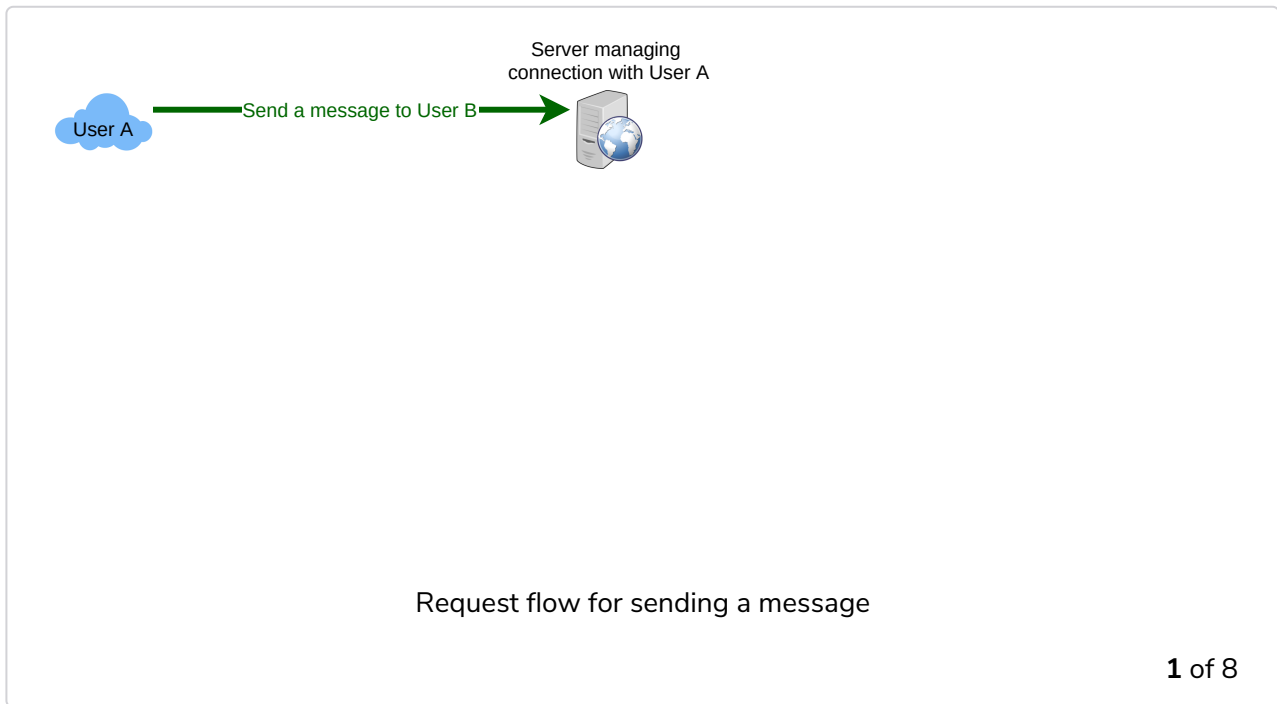 Server managing
connection with User A
User A
Send a message to User B
Request flow for sending a message
1 of 8